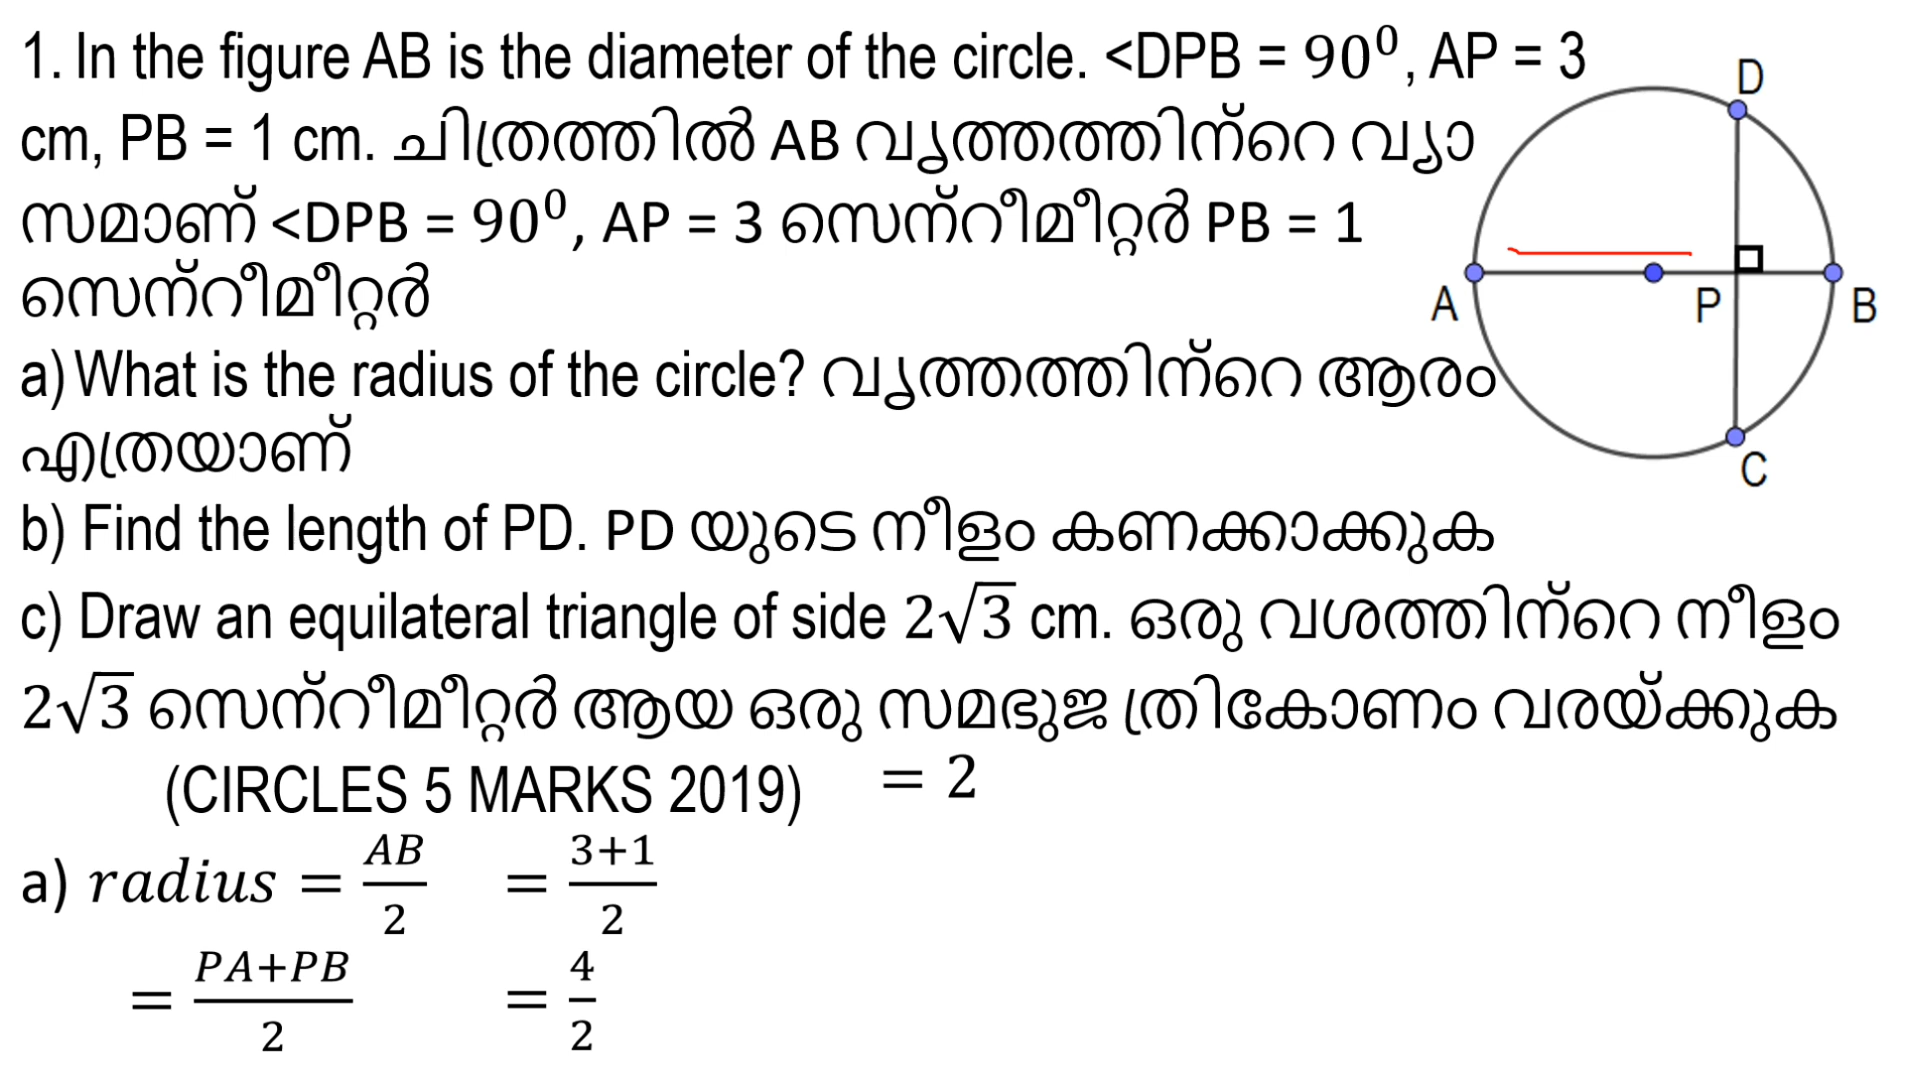 1. In the figure AB is the diameter of the circle. <DPB = 90⁰, AP = 3
cm, PB = 1 cm. ചിത്രത്തിൽ AB വൃത്തത്തിന്റെ വ്യാ
സമാണ് <DPB = 90⁰, AP = 3 സെന്റീമീറ്റർ PB = 1
സെന്റീമീറ്റർ
a) What is the radius of the circle? വൃത്തത്തിന്റെ ആരം
എത്രയാണ്
b) Find the length of PD. PD യുടെ നീളം കണക്കാക്കുക
c) Draw an equilateral triangle of side 2√3 cm. ഒരു വശത്തിന്റെ നീളം
2√3 സെന്റീമീറ്റർ ആയ ഒരു സമഭുജ ത്രികോണം വരയ്ക്കുക
(CIRCLES 5 MARKS 2019) = 2
a) radius = AB/2 = 3+1/2
= PA+PB/2 = 4/2
D
A
P
B
C